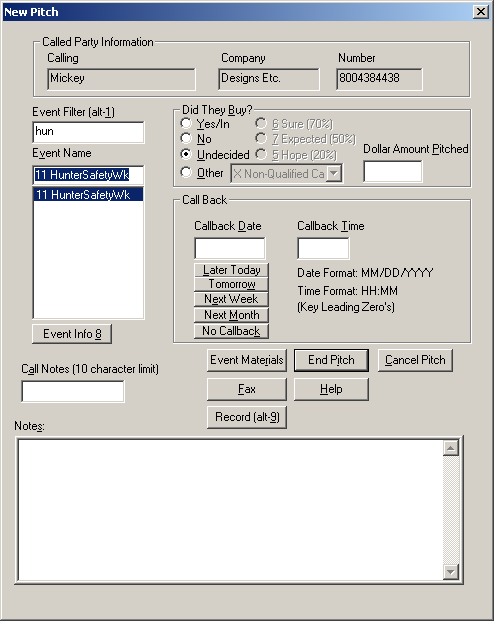 New Pitch
Called Party Information
Calling Company Number
Mickey Designs Etc. 8004384438
Event Filter (alt-1)
hun
Event Name
11 HunterSafetyWk
11 HunterSafetyWk
Event Info 8
Did They Buy?
Yes/In 6 Sure (70%)
No 7 Expected (50%)
Undecided 5 Hope (20%)
Other X Non-Qualified Ca
Dollar Amount Pitched
Call Back
Callback Date Callback Time
Later Today
Tomorrow
Next Week
Next Month
No Callback
Date Format: MM/DD/YYYY
Time Format: HH:MM
(Key Leading Zero's)
Event Materials End Pitch Cancel Pitch
Call Notes (10 character limit)
Fax Help
Record (alt-9)
Notes: